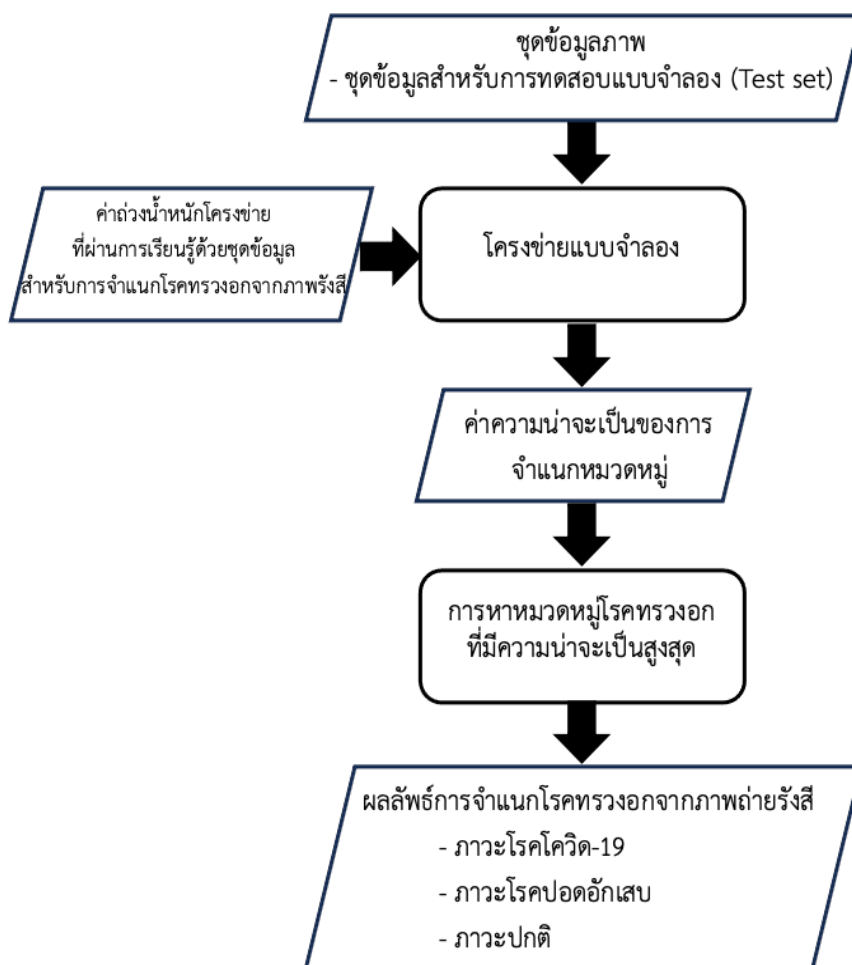 ชุดข้อมูลภาพ
- ชุดข้อมูลสำหรับการทดสอบแบบจำลอง (Test set)
ค่าถ่วงน้ำหนักโครงข่าย
ที่ผ่านการเรียนรู้ด้วยชุดข้อมูล
สำหรับการจำแนกโรคทรวงอกจากภาพรังสี
โครงข่ายแบบจำลอง
ค่าความน่าจะเป็นของการ
จำแนกหมวดหมู่
การหาหมวดหมู่โรคทรวงอก
ที่มีความน่าจะเป็นสูงสุด
ผลลัพธ์การจำแนกโรคทรวงอกจากภาพถ่ายรังสี
- ภาวะโรคโควิด-19
- ภาวะโรคปอดอักเสบ
- ภาวะปกติ